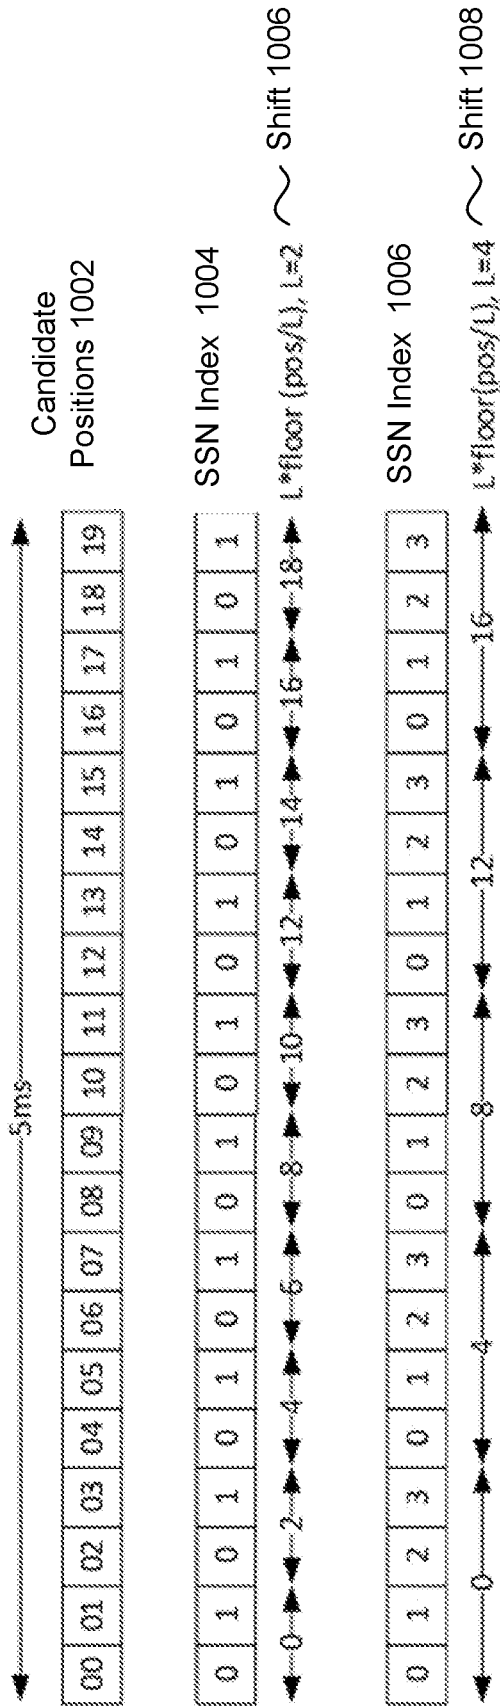 5ms
Candidate
Positions 1002
00 01 02 03 04 05 06 07 08 09 10 11 12 13 14 15 16 17 18 19
SSN Index 1004
0 1 0 1 0 1 0 1 0 1 0 1 0 1 0 1 0 1 0 1
0 2 4 6 8 10 12 14 16 18 L*floor (pos/L), L=2 Shift 1006
SSN Index 1006
0 1 2 3 0 1 2 3 0 1 2 3 0 1 2 3 0 1 2 3
0 4 8 12 16 L*floor(pos/L), L=4 Shift 1008